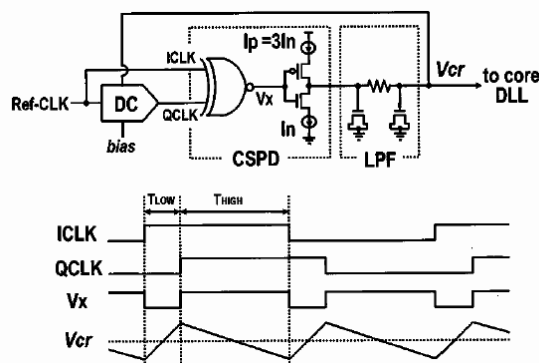 Ip =3In
ICLK
Vcr
to core
DLL
Ref-CLK
DC
Vx
QCLK
bias
In
CSPD
LPF
TLOW
THIGH
ICLK
QCLK
Vx
Vcr